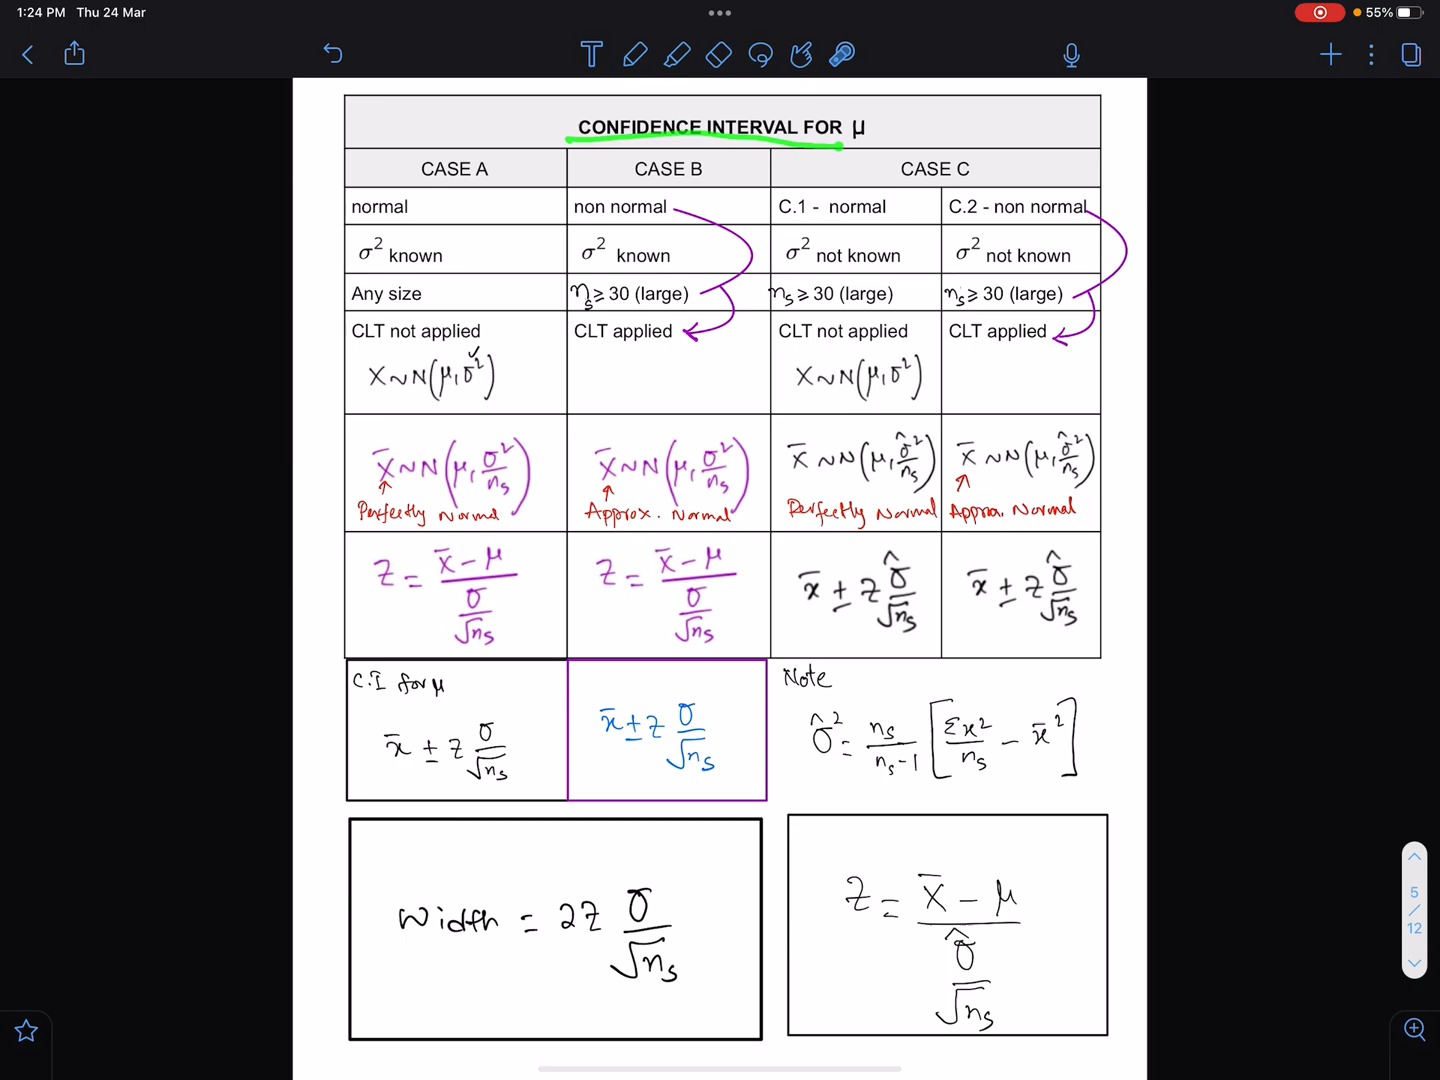 1:24 PM Thu 24 Mar
55%
CONFIDENCE INTERVAL FOR μ
CASE A CASE B CASE C
normal non normal C.1 - normal C.2 - non normal
σ² known σ² known σ² not known σ² not known
Any size nₛ ≥ 30 (large) nₛ ≥ 30 (large) nₛ ≥ 30 (large)
CLT not applied CLT applied CLT not applied CLT applied
X~N(μ,σ²) X~N(μ,σ²)
X̄~N(μ, σ²/nₛ) X̄~N(μ, σ²/nₛ) X̄~N(μ, σ̂²/nₛ) X̄~N(μ, σ̂²/nₛ)
Perfectly Normal Approx. Normal Perfectly Normal Approx. Normal
Z = (X̄ - μ)/(σ/√nₛ) Z = (X̄ - μ)/(σ/√nₛ) x̄ ± Z σ̂/√nₛ x̄ ± Z σ̂/√nₛ
C.I for μ
x̄ ± Z σ/√nₛ
x̄ ± Z σ/√nₛ
Note
σ̂² = nₛ/(nₛ-1) [Σx²/nₛ - x̄²]
Width = 2Z σ/√nₛ
Z = (X̄ - μ)/(σ̂/√nₛ)
5
/
12